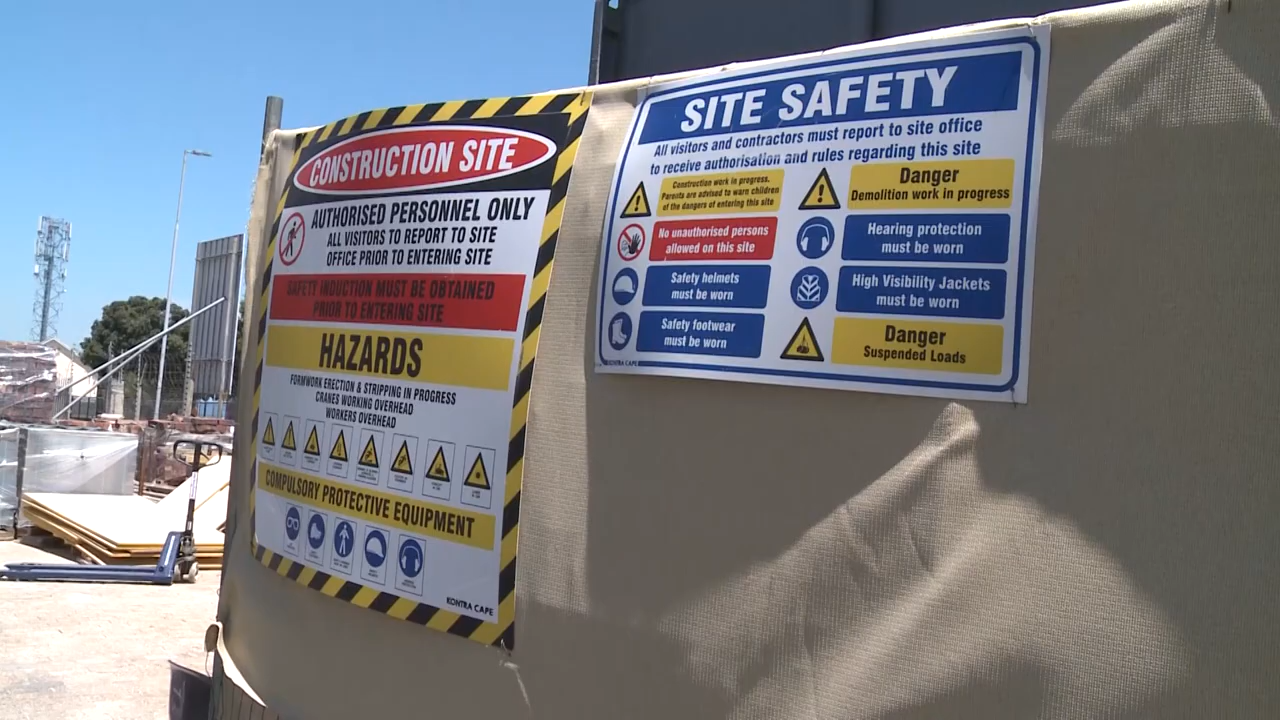 CONSTRUCTION SITE
AUTHORISED PERSONNEL ONLY
ALL VISITORS TO REPORT TO SITE
OFFICE PRIOR TO ENTERING SITE
SAFETY INDUCTION MUST BE OBTAINED
PRIOR TO ENTERING SITE
HAZARDS
FORMWORK ERECTION & STRIPPING IN PROGRESS
CRANES WORKING OVERHEAD
WORKERS OVERHEAD
COMPULSORY PROTECTIVE EQUIPMENT
KONTRA CAPE
SITE SAFETY
All visitors and contractors must report to site office
to receive authorisation and rules regarding this site
Construction work in progress.
Parents are advised to warn children
of the dangers of entering this site
No unauthorised persons
allowed on this site
Safety helmets
must be worn
Safety footwear
must be worn
Danger
Demolition work in progress
Hearing protection
must be worn
High Visibility Jackets
must be worn
Danger
Suspended Loads
KONTRA CAPE